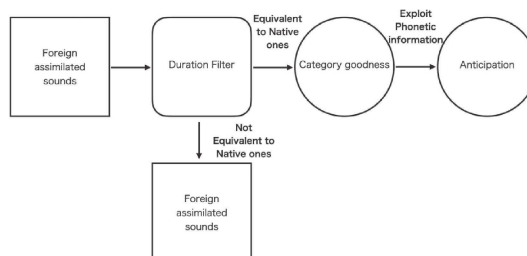 Foreign
assimilated
sounds
Duration Filter
Equivalent
to Native
ones
Category goodness
Exploit
Phonetic
information
Anticipation
Not
Equivalent to
Native ones
Foreign
assimilated
sounds